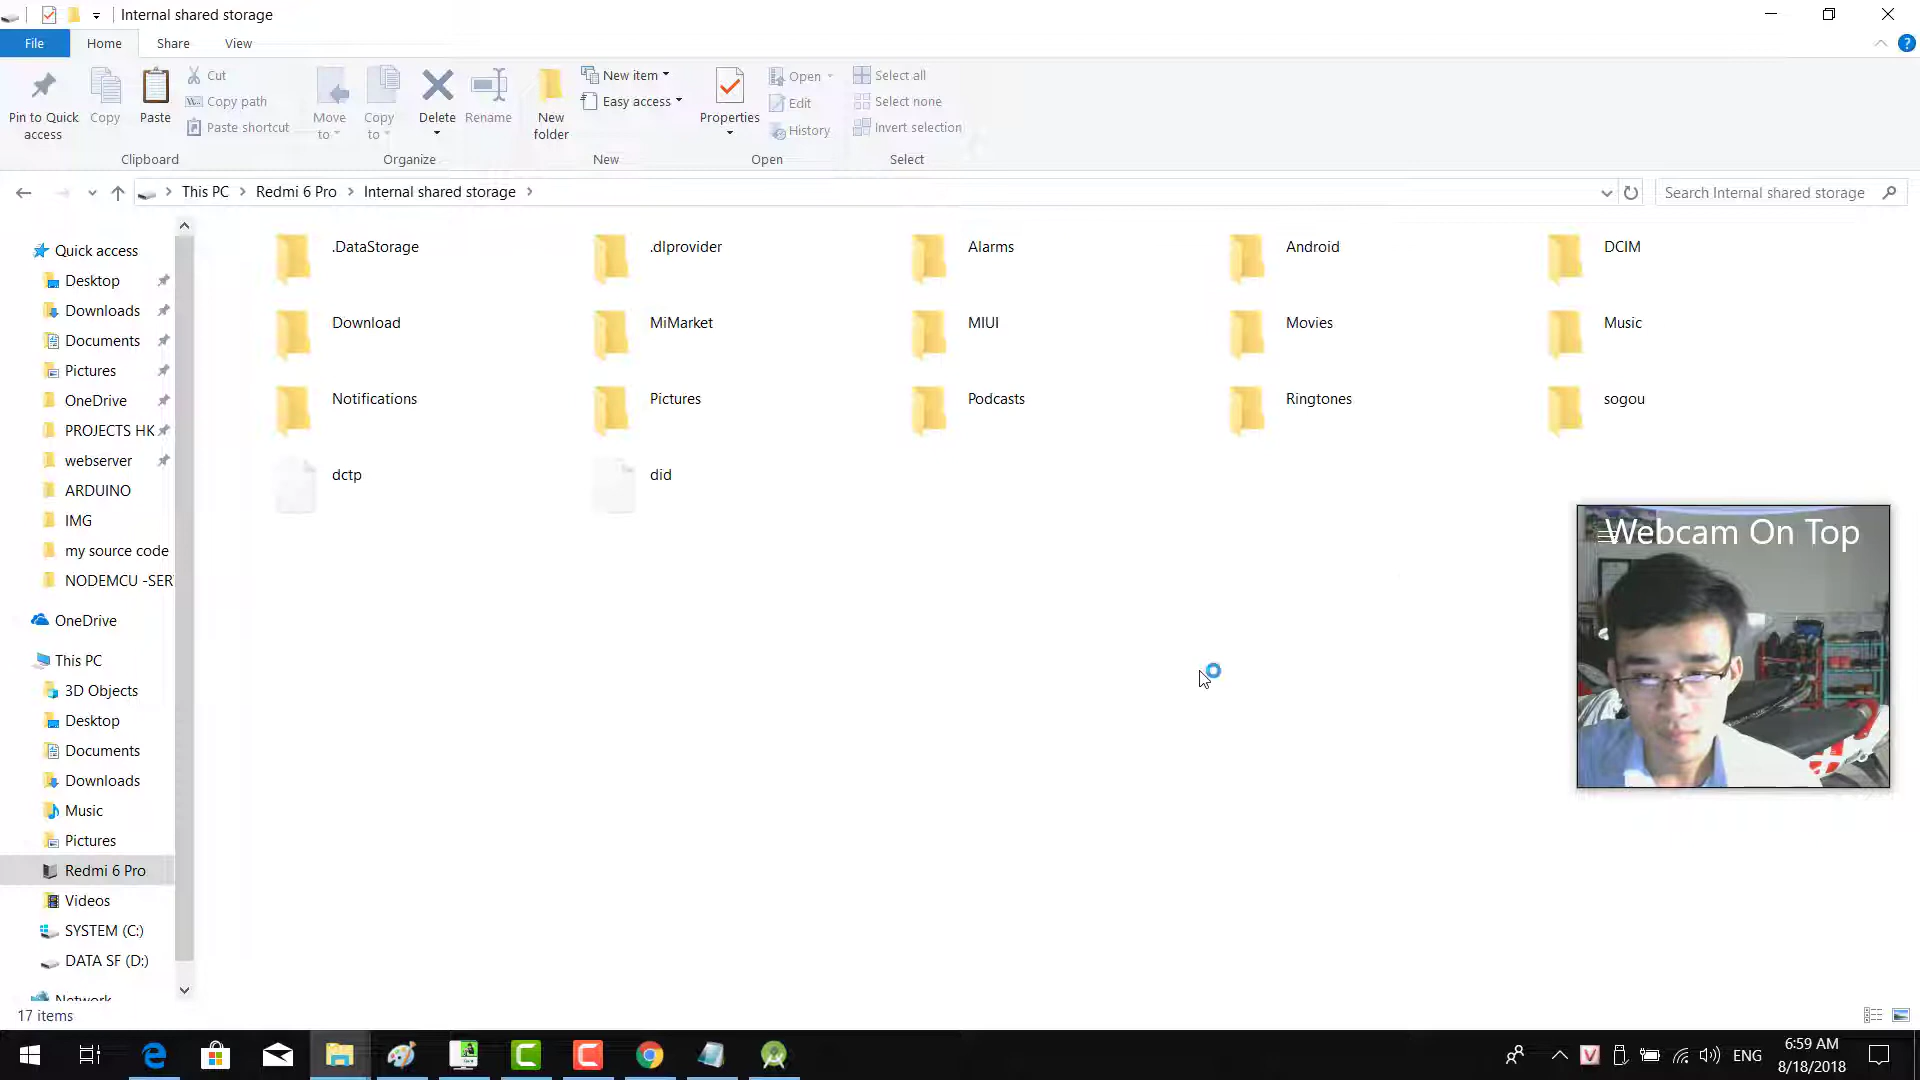 Internal shared storage
File
Home
Share
View
Pin to Quick access
Copy
Paste
Cut
Copy path
Paste shortcut
Clipboard
Move to
Copy to
Delete
Rename
Organize
New folder
New item
Easy access
New
Properties
Open
Edit
History
Open
Select all
Select none
Invert selection
Select
This PC
Redmi 6 Pro
Internal shared storage
Search Internal shared storage
Quick access
Desktop
Downloads
Documents
Pictures
OneDrive
PROJECTS HK
webserver
ARDUINO
IMG
my source code
NODEMCU -SER
OneDrive
This PC
3D Objects
Desktop
Documents
Downloads
Music
Pictures
Redmi 6 Pro
Videos
SYSTEM (C:)
DATA SF (D:)
Network
.DataStorage
.dlprovider
Alarms
Android
DCIM
Download
MiMarket
MIUI
Movies
Music
Notifications
Pictures
Podcasts
Ringtones
sogou
dctp
did
Webcam On Top
17 items
ENG
6:59 AM
8/18/2018